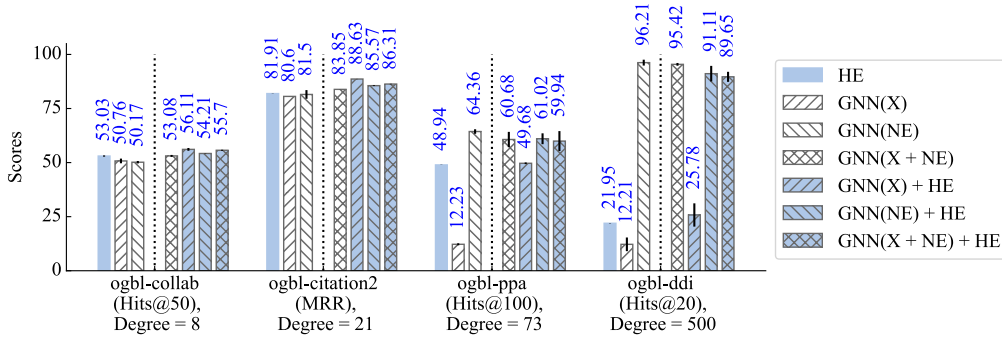 Scores
100
75
50
25
0
53.03
50.76
50.17
53.08
56.11
54.21
55.7
81.91
80.6
81.5
83.85
88.63
85.57
86.31
48.94
12.23
64.36
60.68
49.68
61.02
59.94
21.95
12.21
96.21
95.42
25.78
91.11
89.65
ogbl-collab
(Hits@50),
Degree = 8
ogbl-citation2
(MRR),
Degree = 21
ogbl-ppa
(Hits@100),
Degree = 73
ogbl-ddi
(Hits@20),
Degree = 500
HE
GNN(X)
GNN(NE)
GNN(X + NE)
GNN(X) + HE
GNN(NE) + HE
GNN(X + NE) + HE